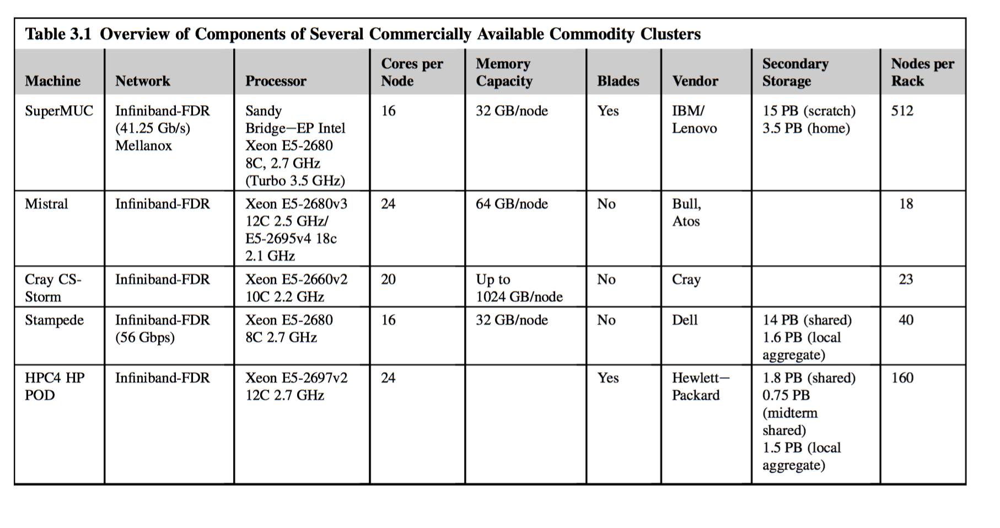 Table 3.1 Overview of Components of Several Commercially Available Commodity Clusters
Machine
Network
Processor
Cores per
Node
Memory
Capacity
Blades
Vendor
Secondary
Storage
Nodes per
Rack
SuperMUC
Infiniband-FDR
(41.25 Gb/s)
Mellanox
Sandy
Bridge—EP Intel
Xeon E5-2680
8C, 2.7 GHz
(Turbo 3.5 GHz)
16
32 GB/node
Yes
IBM/
Lenovo
15 PB (scratch)
3.5 PB (home)
512
Mistral
Infiniband-FDR
Xeon E5-2680v3
12C 2.5 GHz/
E5-2695v4 18c
2.1 GHz
24
64 GB/node
No
Bull,
Atos
18
Cray CS-
Storm
Infiniband-FDR
Xeon E5-2660v2
10C 2.2 GHz
20
Up to
1024 GB/node
No
Cray
23
Stampede
Infiniband-FDR
(56 Gbps)
Xeon E5-2680
8C 2.7 GHz
16
32 GB/node
No
Dell
14 PB (shared)
1.6 PB (local
aggregate)
40
HPC4 HP
POD
Infiniband-FDR
Xeon E5-2697v2
12C 2.7 GHz
24
Yes
Hewlett—
Packard
1.8 PB (shared)
0.75 PB
(midterm
shared)
1.5 PB (local
aggregate)
160